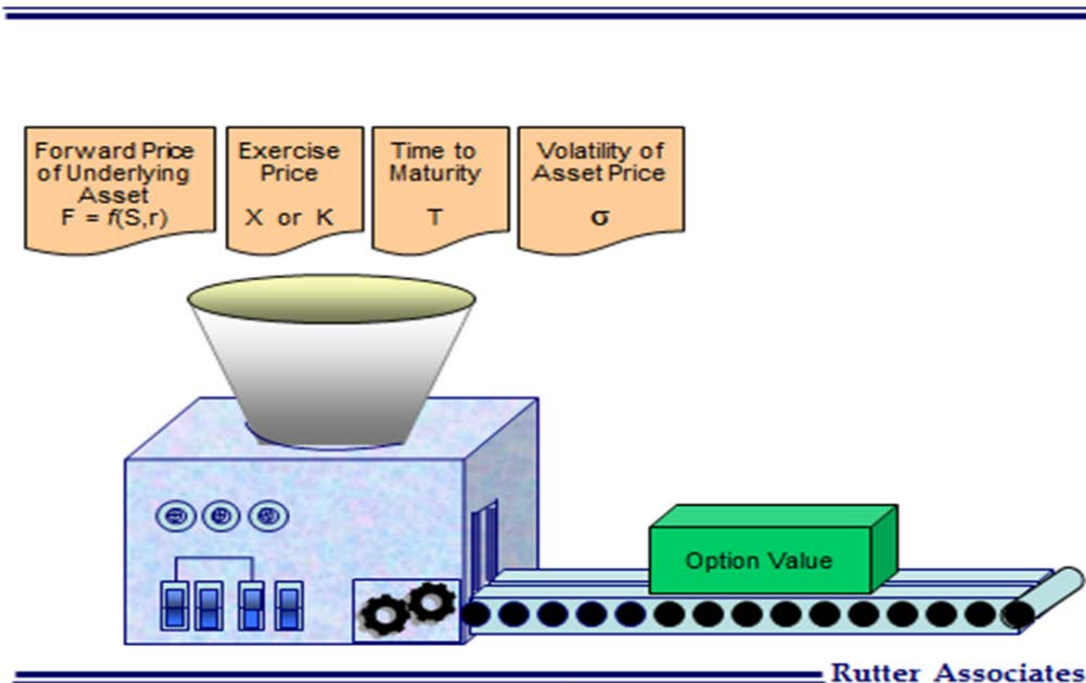 Forward Price
of Underlying
Asset
F = f(S,r)
Exercise
Price
X or K
Time to
Maturity
T
Volatility of
Asset Price
σ
Option Value
Rutter Associates